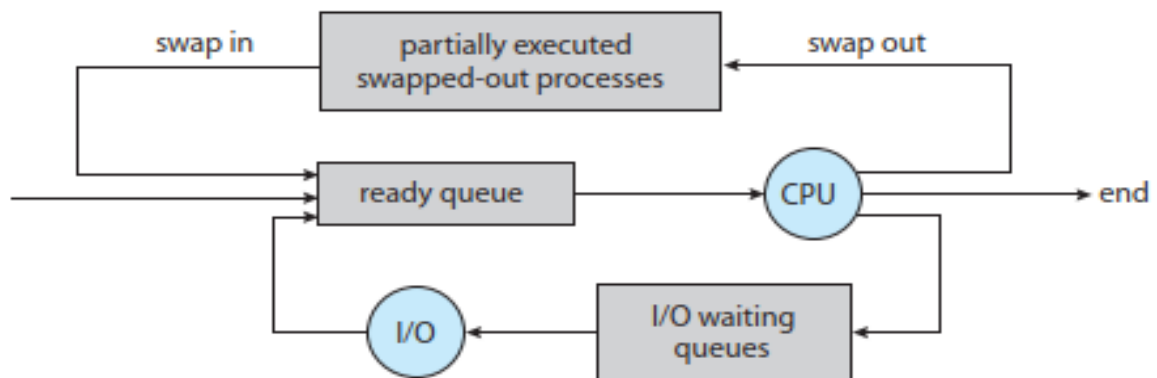 swap in
partially executed
swapped-out processes
swap out
ready queue
CPU
end
I/O
I/O waiting
queues